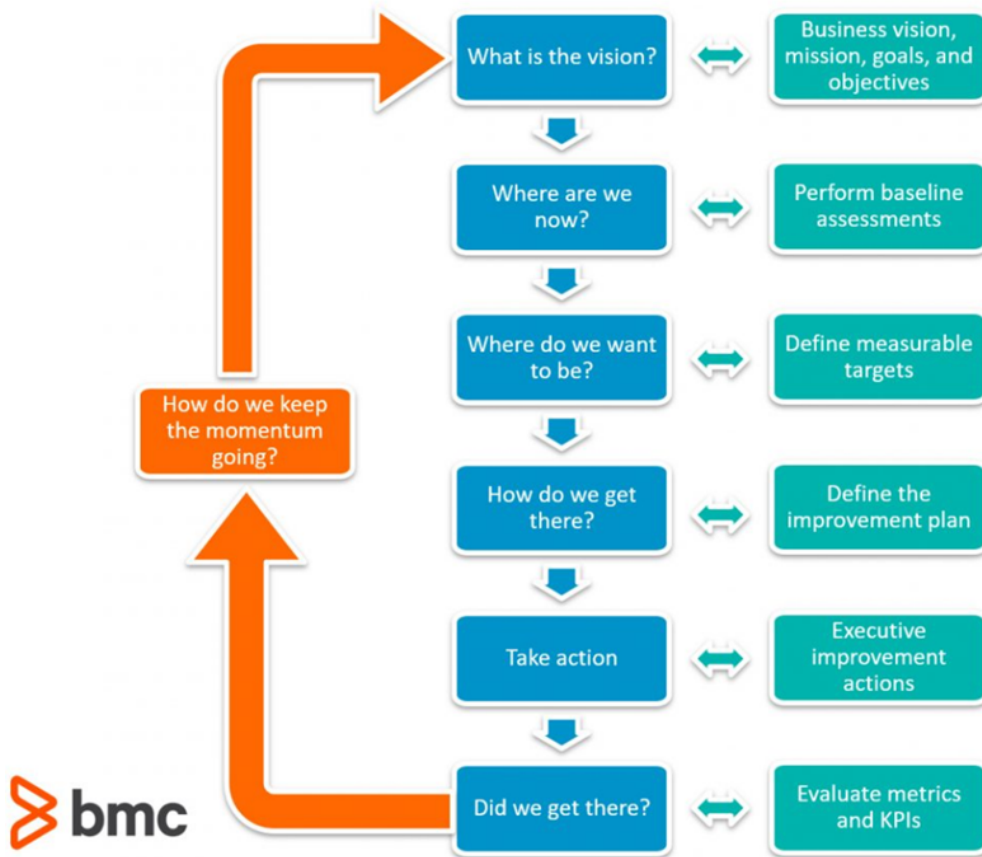 What is the vision?
Business vision,
mission, goals, and
objectives
Where are we
now?
Perform baseline
assessments
Where do we want
to be?
Define measurable
targets
How do we keep
the momentum
going?
How do we get
there?
Define the
improvement plan
Take action
Executive
improvement
actions
Did we get there?
Evaluate metrics
and KPIs
bmc